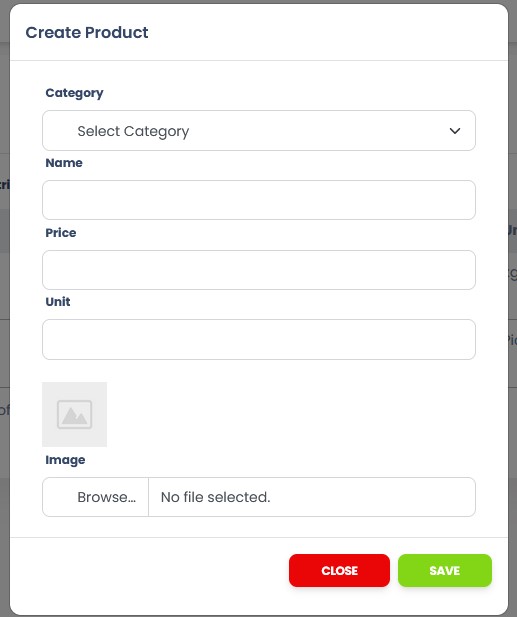 Create Product
Category
Select Category
Name
Price
Unit
Image
Browse... No file selected.
CLOSE SAVE